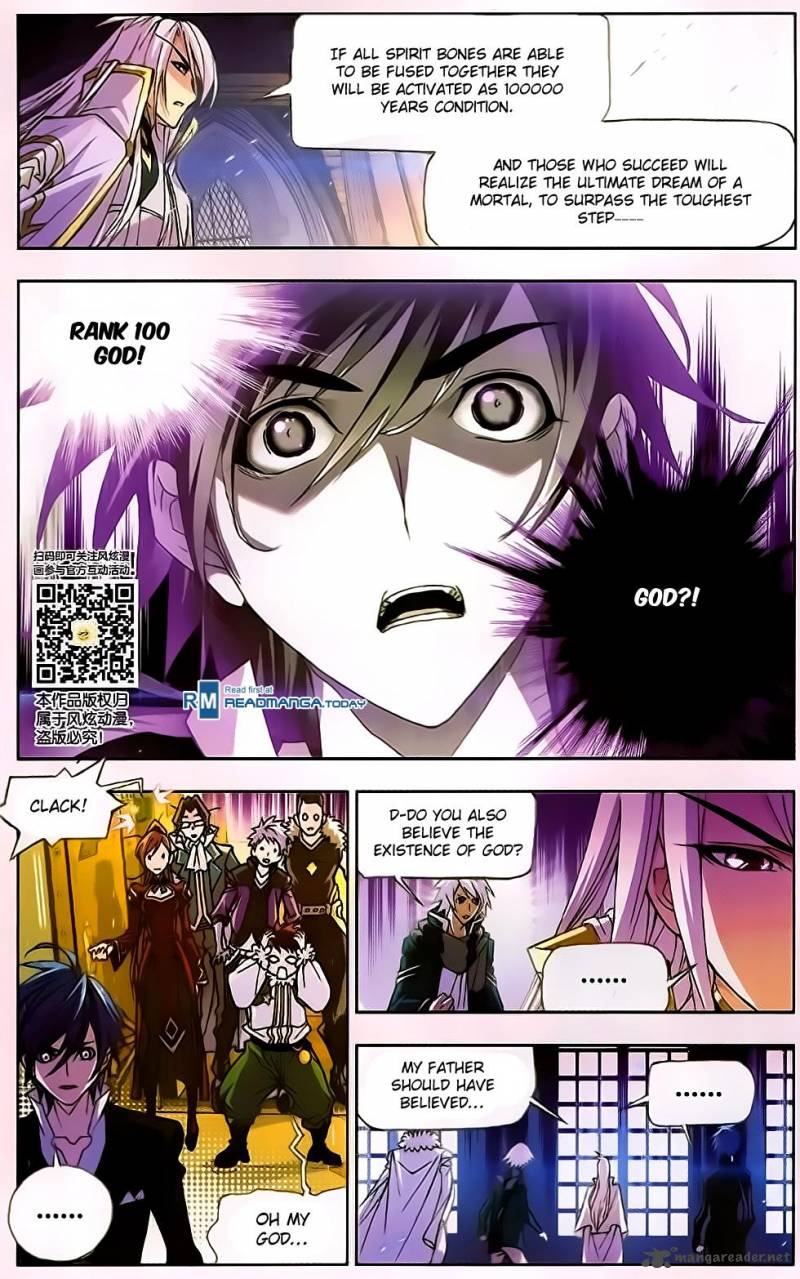 IF ALL SPIRIT BONES ARE ABLE
TO BE FUSED TOGETHER THEY
WILL BE ACTIVATED AS 100000
YEARS CONDITION.
AND THOSE WHO SUCCEED WILL
REALIZE THE ULTIMATE DREAM OF A
MORTAL, TO SURPASS THE TOUGHEST
STEP----
RANK 100
GOD!
GOD?!
扫码即可关注风炫漫
画参与官方互动活动
本作品版权归
属于风炫动漫，
盗版必究！
RM
Read first at
READMANGA.TODAY
CLACK!
......
OH MY
GOD...
D-DO YOU ALSO
BELIEVE THE
EXISTENCE OF GOD?
......
MY FATHER
SHOULD HAVE
BELIEVED...
......
mangareader.net